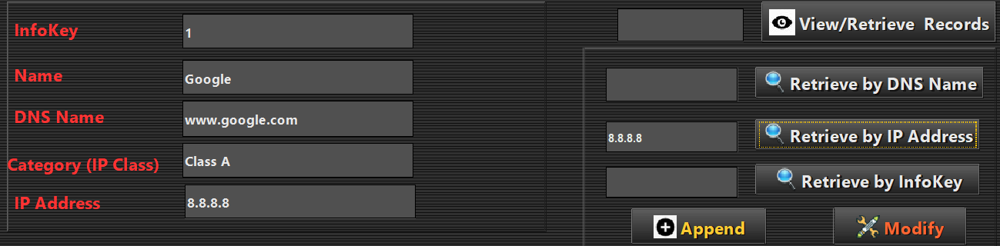 InfoKey
1
Name
Google
DNS Name
www.google.com
Category (IP Class)
Class A
IP Address
8.8.8.8
View/Retrieve Records
Retrieve by DNS Name
8.8.8.8
Retrieve by IP Address
Retrieve by InfoKey
Append
Modify